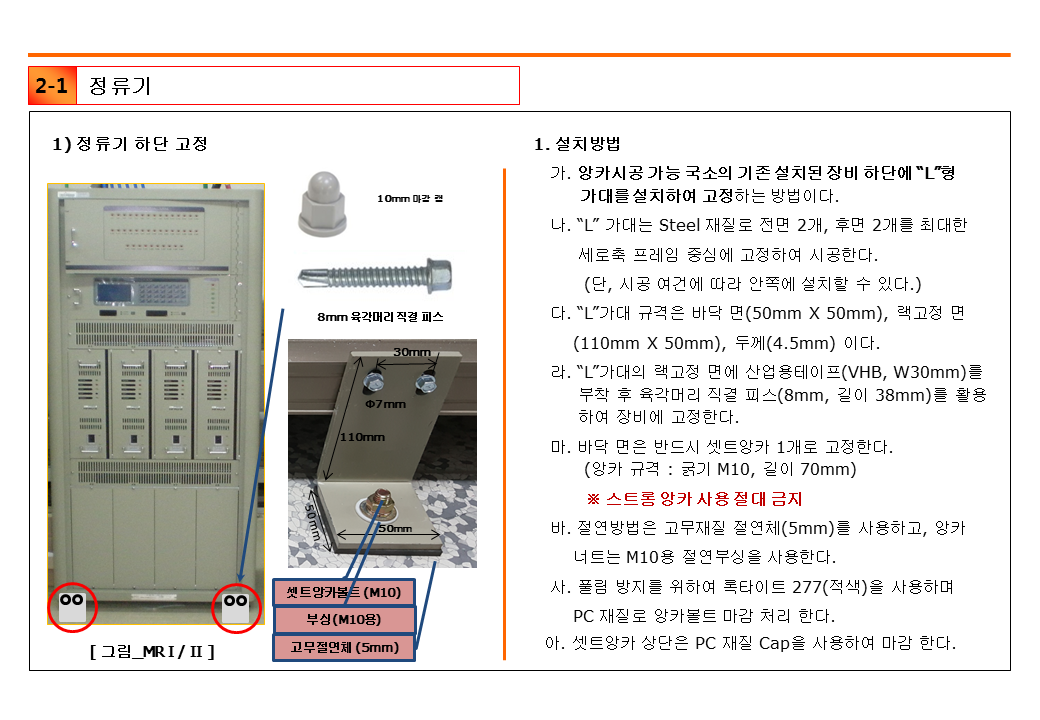 2-1 정류기
1) 정류기 하단 고정
10mm 마감 캡
8mm 육각머리 직결 피스
30mm
Φ7mm
110mm
50mm
50mm
셋트앙카볼트 (M10)
부싱(M10용)
고무절연체 (5mm)
[ 그림_MR I / II ]
1. 설치방법
가. 앙카시공 가능 국소의 기존 설치된 장비 하단에 “L”형
가대를 설치하여 고정하는 방법이다.
나. “L” 가대는 Steel 재질로 전면 2개, 후면 2개를 최대한
세로축 프레임 중심에 고정하여 시공한다.
(단, 시공 여건에 따라 안쪽에 설치할 수 있다.)
다. “L”가대 규격은 바닥 면(50mm X 50mm), 랙고정 면
(110mm X 50mm), 두께(4.5mm) 이다.
라. “L”가대의 랙고정 면에 산업용테이프(VHB, W30mm)를
부착 후 육각머리 직결 피스(8mm, 길이 38mm)를 활용
하여 장비에 고정한다.
마. 바닥 면은 반드시 셋트앙카 1개로 고정한다.
(앙카 규격 : 굵기 M10, 길이 70mm)
※ 스트롱 앙카 사용 절대 금지
바. 절연방법은 고무재질 절연체(5mm)를 사용하고, 앙카
너트는 M10용 절연부싱을 사용한다.
사. 풀림 방지를 위하여 록타이트 277(적색)을 사용하며
PC 재질로 앙카볼트 마감 처리 한다.
아. 셋트앙카 상단은 PC 재질 Cap을 사용하여 마감 한다.